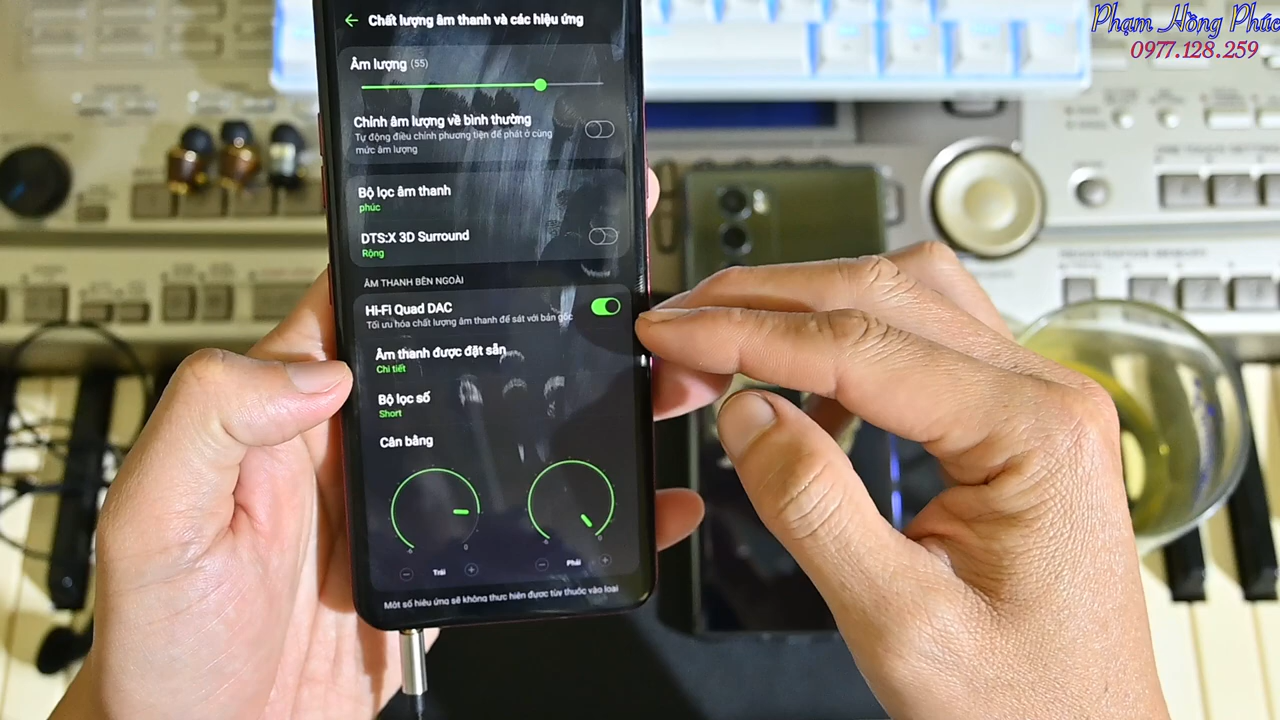 Phạm Hồng Phúc
0977.128.259
Chất lượng âm thanh và các hiệu ứng
Âm lượng (55)
Chỉnh âm lượng về bình thường
Tự động điều chỉnh phương tiện để phát ở cùng
mức âm lượng
Bộ lọc âm thanh
phúc
DTS:X 3D Surround
Rộng
ÂM THANH BÊN NGOÀI
Hi-Fi Quad DAC
Tối ưu hóa chất lượng âm thanh để sát với bản gốc
Âm thanh được đặt sẵn
Chi tiết
Bộ lọc số
Short
Cân bằng
Trái
Phải
Một số hiệu ứng sẽ không thực hiện được tùy thuộc vào loại